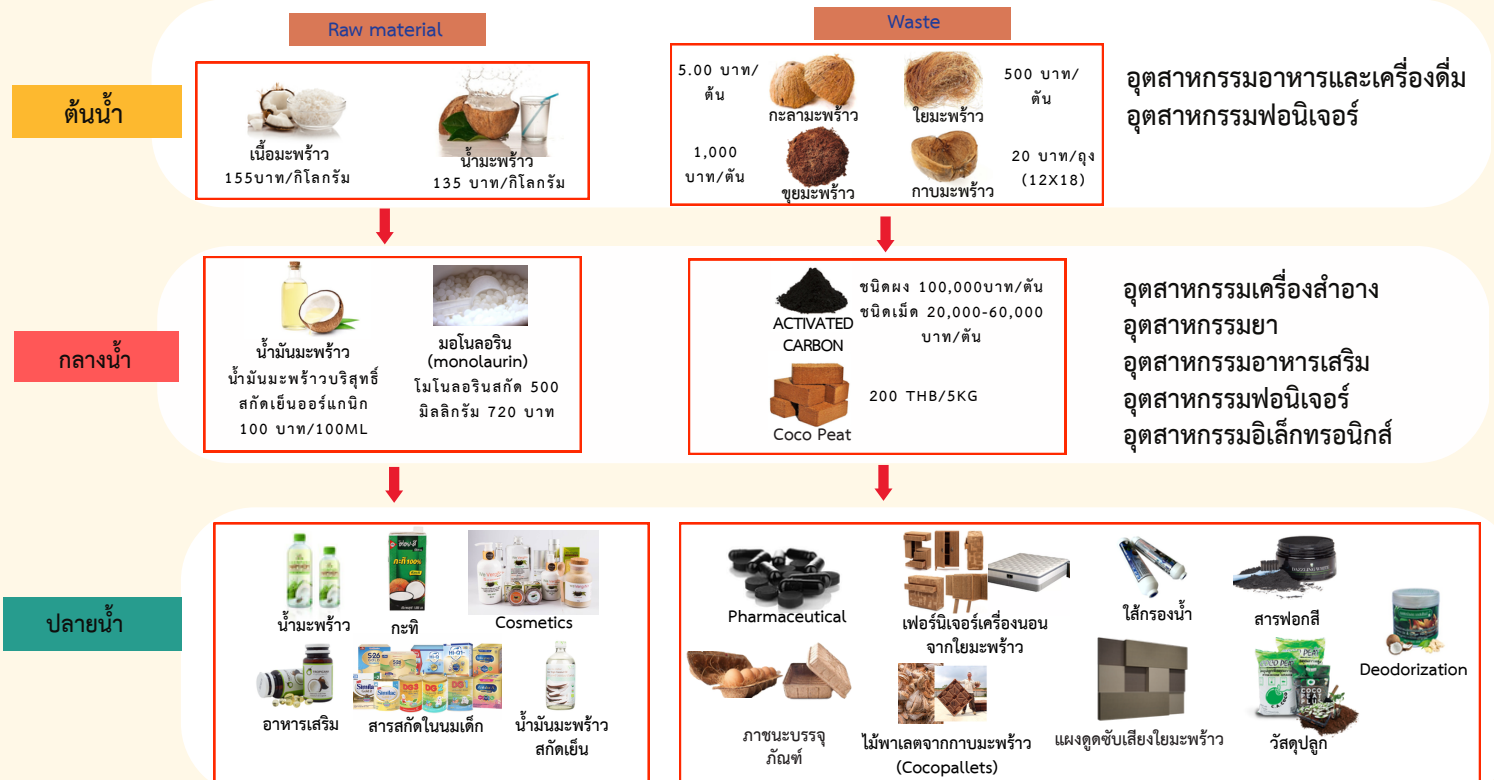 Raw material
Waste
ต้นน้ำ
เนื้อมะพร้าว
155บาท/กิโลกรัม
น้ำมะพร้าว
135 บาท/กิโลกรัม
5.00 บาท/
ต้น
กะลามะพร้าว
ใยมะพร้าว
500 บาท/
ตัน
1,000
บาท/ตัน
ขุยมะพร้าว
กาบมะพร้าว
20 บาท/ถุง
(12X18)
อุตสาหกรรมอาหารและเครื่องดื่ม
อุตสาหกรรมฟอนิเจอร์
กลางน้ำ
น้ำมันมะพร้าว
น้ำมันมะพร้าวบริสุทธิ์
สกัดเย็นออร์แกนิก
100 บาท/100ML
มอโนลอริน
(monolaurin)
โมโนลอรินสกัด 500
มิลลิกรัม 720 บาท
ACTIVATED
CARBON
ชนิดผง 100,000บาท/ตัน
ชนิดเม็ด 20,000-60,000
บาท/ตัน
Coco Peat
200 THB/5KG
อุตสาหกรรมเครื่องสำอาง
อุตสาหกรรมยา
อุตสาหกรรมอาหารเสริม
อุตสาหกรรมฟอนิเจอร์
อุตสาหกรรมอิเล็กทรอนิกส์
ปลายน้ำ
น้ำมะพร้าว
กะทิ 100%
กะทิ
Cosmetics
อาหารเสริม
S-26
Similac
สารสกัดในนมเด็ก
น้ำมันมะพร้าว
สกัดเย็น
Pharmaceutical
เฟอร์นิเจอร์เครื่องนอน
จากใยมะพร้าว
ใส้กรองน้ำ
สารฟอกสี
Deodorization
ภาชนะบรรจุ
ภัณฑ์
ไม้พาเลตจากกาบมะพร้าว
(Cocopallets)
แผงดูดซับเสียงใยมะพร้าว
COCO
PEAT
PLUS
วัสดุปลูก